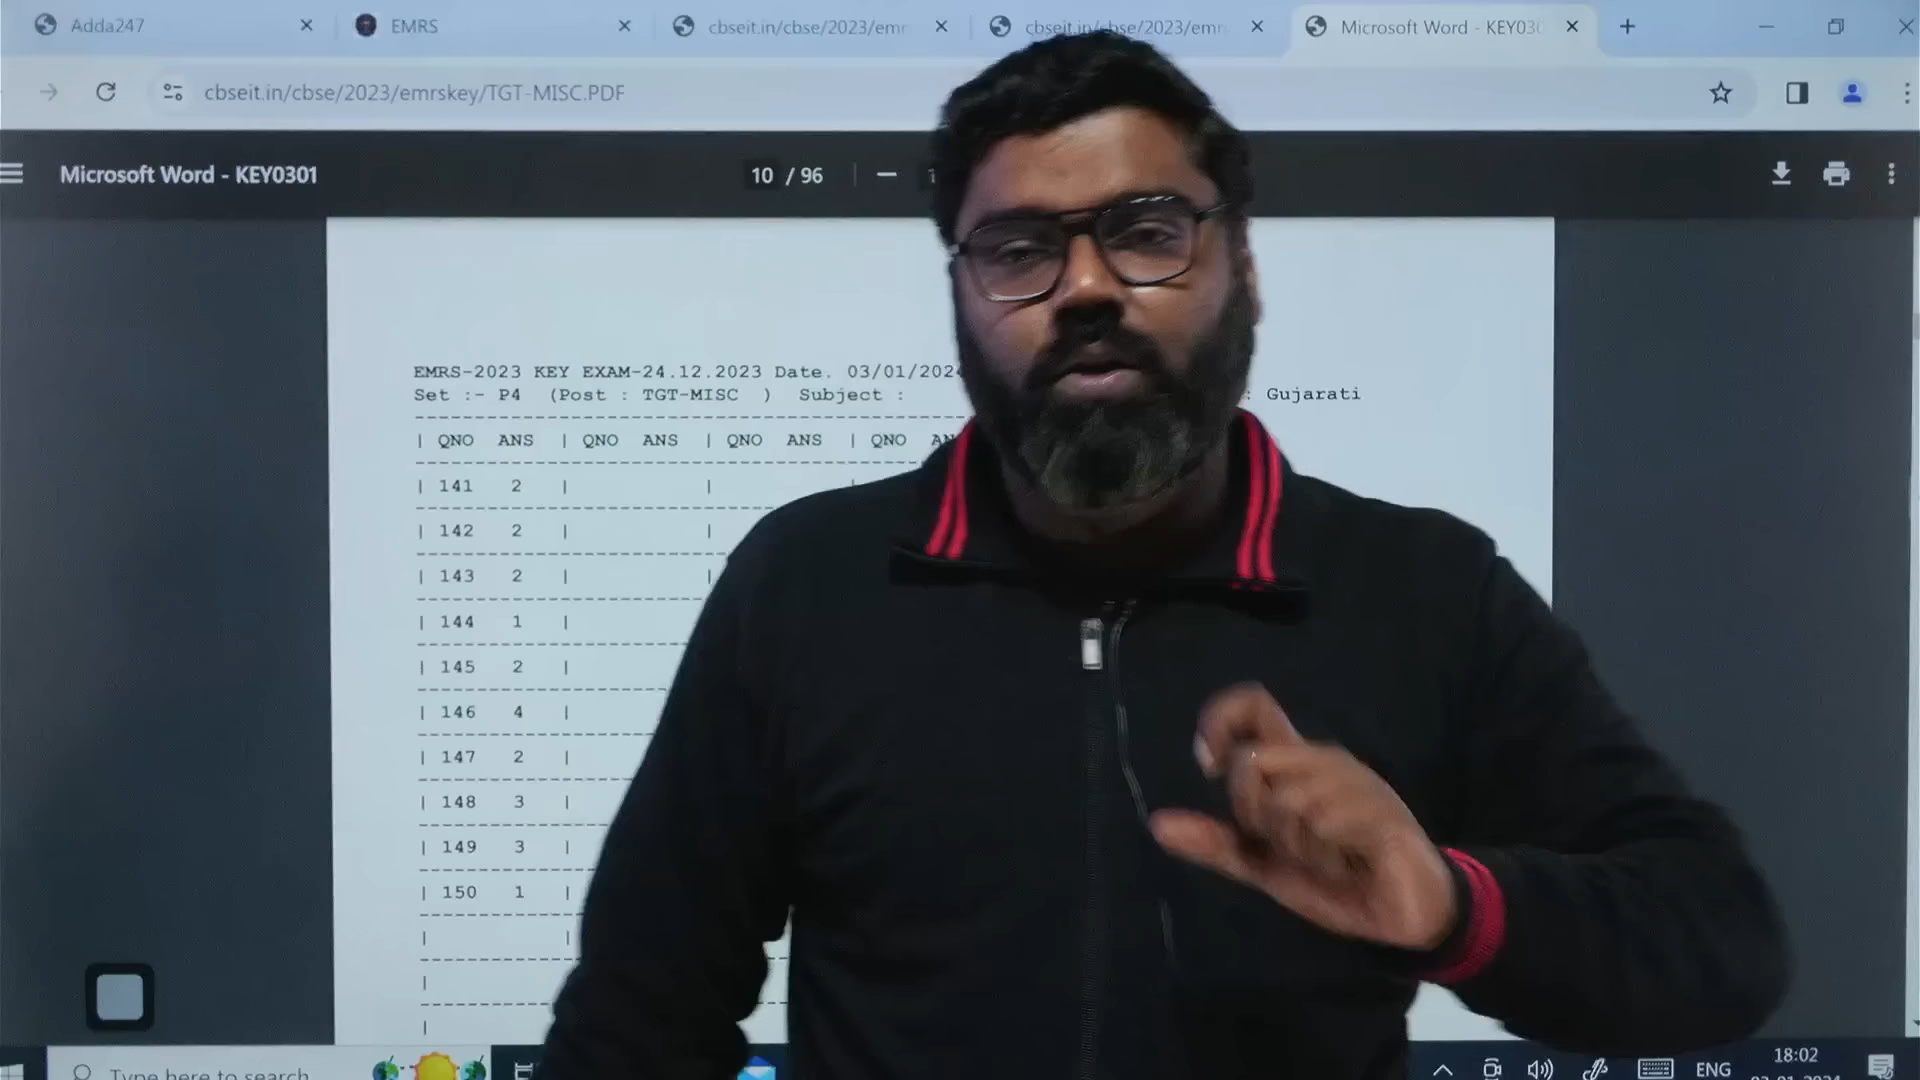 Adda247
EMRS
cbseit.in/cbse/2023/emr
cbseit.in/cbse/2023/emr
Microsoft Word - KEY030
cbseit.in/cbse/2023/emrskey/TGT-MISC.PDF
Microsoft Word - KEY0301
10 / 96
EMRS-2023 KEY EXAM-24.12.2023 Date. 03/01/2024
Set :- P4 (Post : TGT-MISC ) Subject : : Gujarati
| QNO ANS | QNO ANS | QNO ANS | QNO AN
| 141 2 | | |
| 142 2 | |
| 143 2 | |
| 144 1 |
| 145 2 |
| 146 4 |
| 147 2 |
| 148 3 |
| 149 3 |
| 150 1 |
Type here to search
ENG
18:02